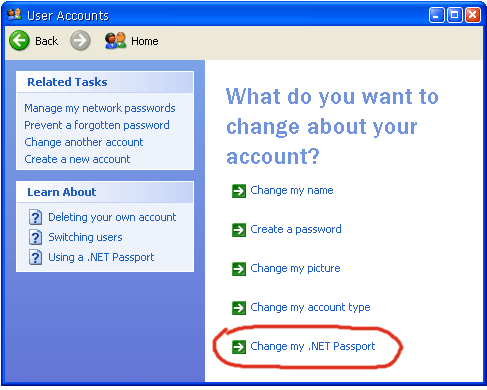 User Accounts
Back Home
Related Tasks
Manage my network passwords
Prevent a forgotten password
Change another account
Create a new account
Learn About
Deleting your own account
Switching users
Using a .NET Passport
What do you want to
change about your
account?
Change my name
Create a password
Change my picture
Change my account type
Change my .NET Passport